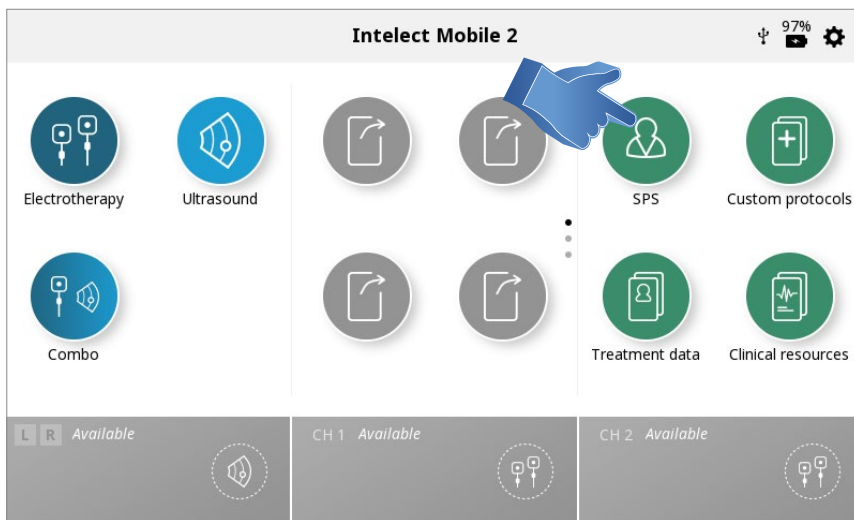 Intelect Mobile 2
97%
Electrotherapy
Ultrasound
SPS
Custom protocols
Combo
Treatment data
Clinical resources
L R Available
CH 1 Available
CH 2 Available